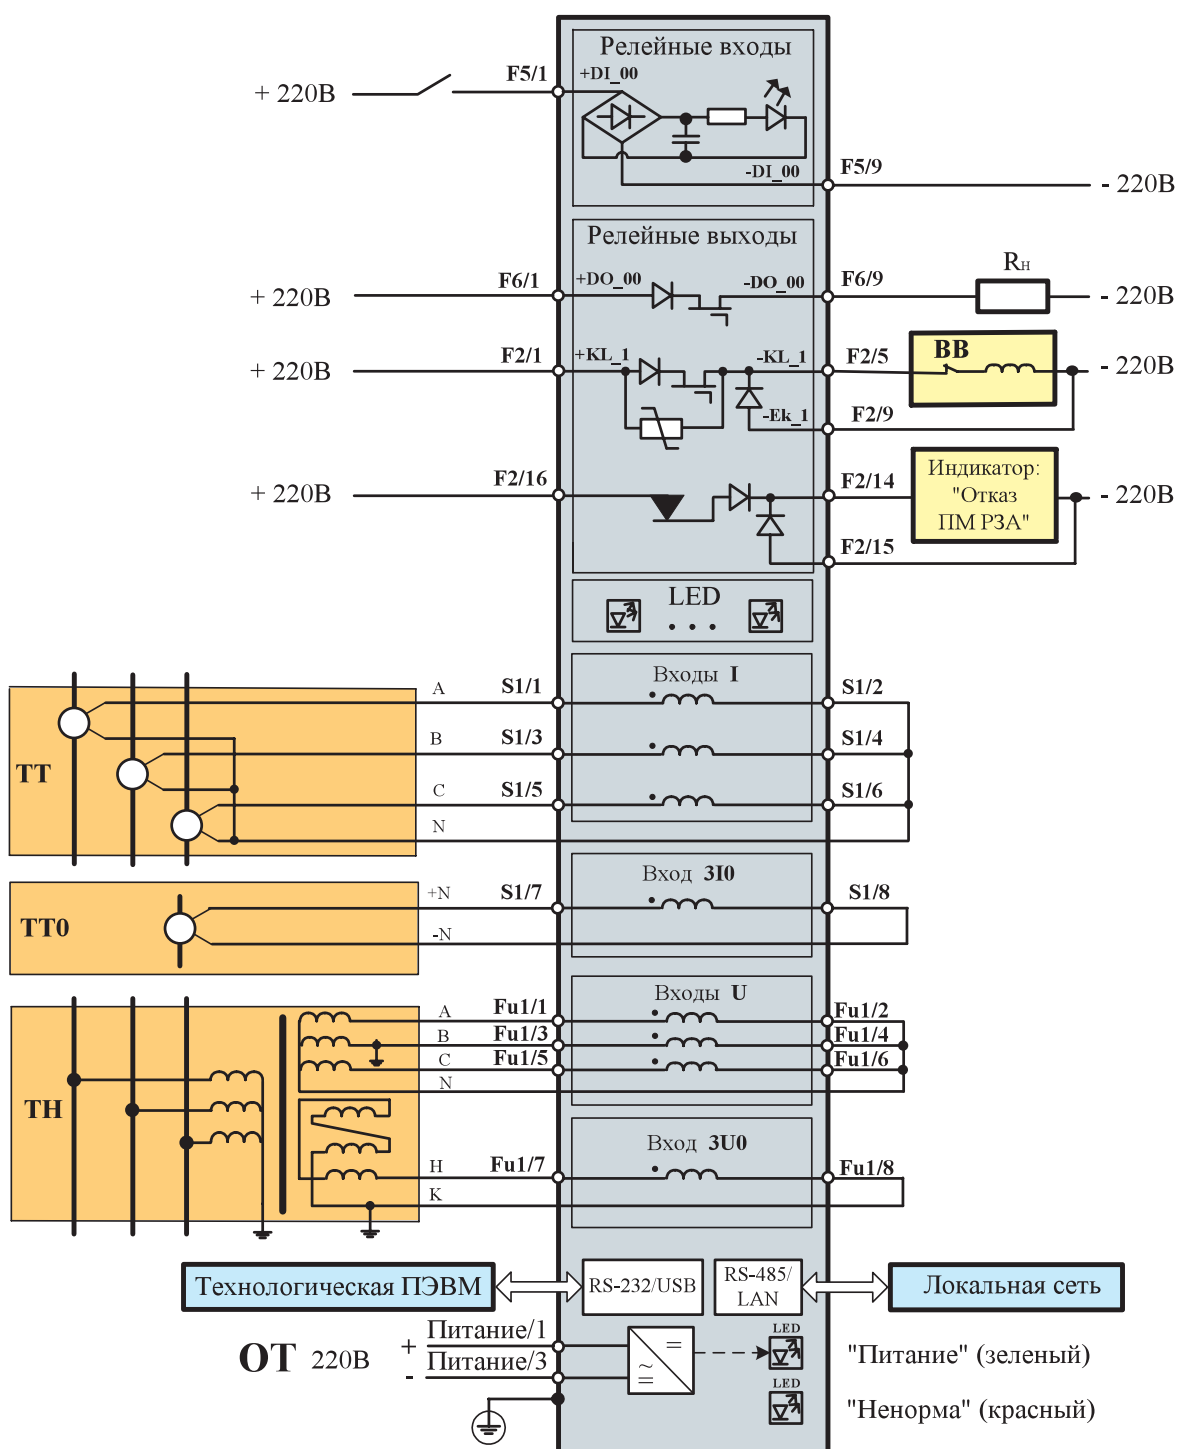 Релейные входы
+ 220В
F5/1
+DI_00
-DI_00
F5/9
- 220В
Релейные выходы
+ 220В
F6/1
+DO_00
-DO_00
F6/9
Rн
- 220В
+ 220В
F2/1
+KL_1
-KL_1
F2/5
ВВ
- 220В
-Ek_1
F2/9
+ 220В
F2/16
F2/14
Индикатор:
"Отказ
ПМ РЗА"
- 220В
F2/15
LED
Входы I
ТТ
A
S1/1
S1/2
B
S1/3
S1/4
C
S1/5
S1/6
N
Вход 3I0
ТТ0
+N
S1/7
S1/8
-N
Входы U
ТН
A
Fu1/1
Fu1/2
B
Fu1/3
Fu1/4
C
Fu1/5
Fu1/6
N
Вход 3U0
Н
Fu1/7
Fu1/8
К
Технологическая ПЭВМ
RS-232/USB
RS-485/
LAN
Локальная сеть
ОТ 220В
+
Питание/1
-
Питание/3
~
=
=
LED
"Питание" (зеленый)
LED
"Ненорма" (красный)